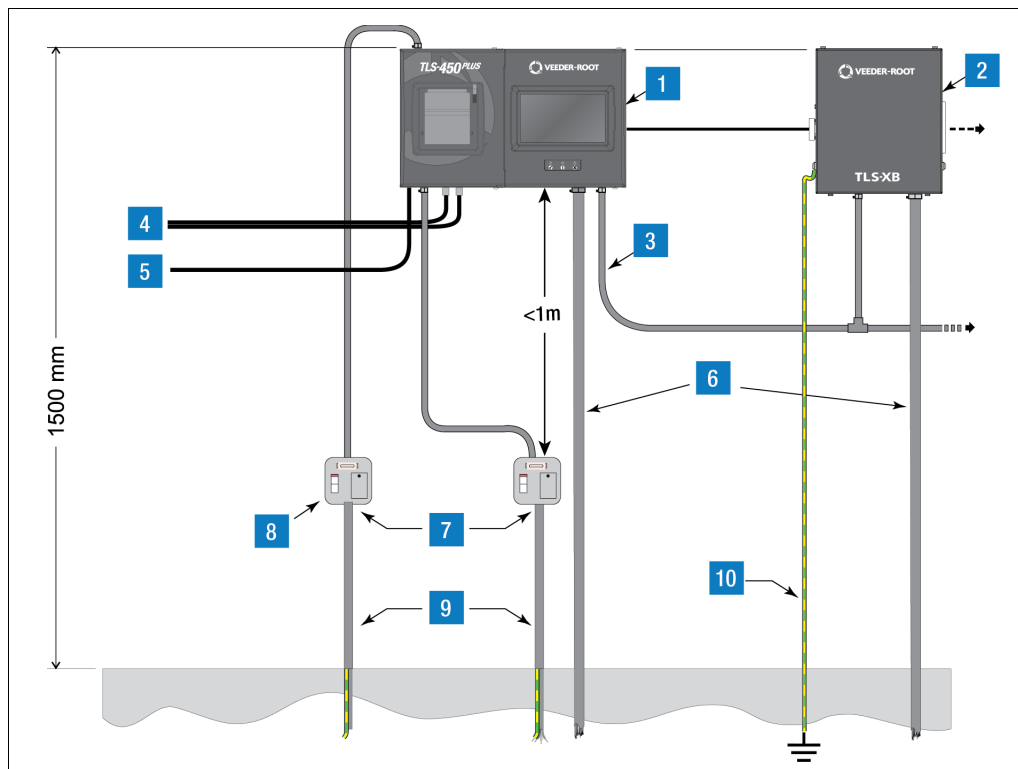 TLS-450PLUS
VEEDER-ROOT
1
VEEDER-ROOT
2
TLS-XB
4
5
3
<1m
1500 mm
6
7
8
9
10